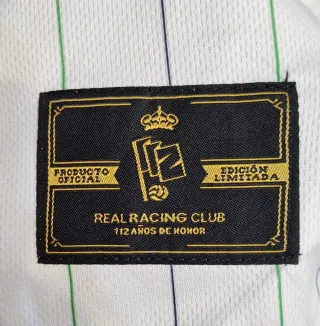 PRODUCTO
OFICIAL
EDICIÓN
LIMITADA
REAL RACING CLUB
112 AÑOS DE HONOR